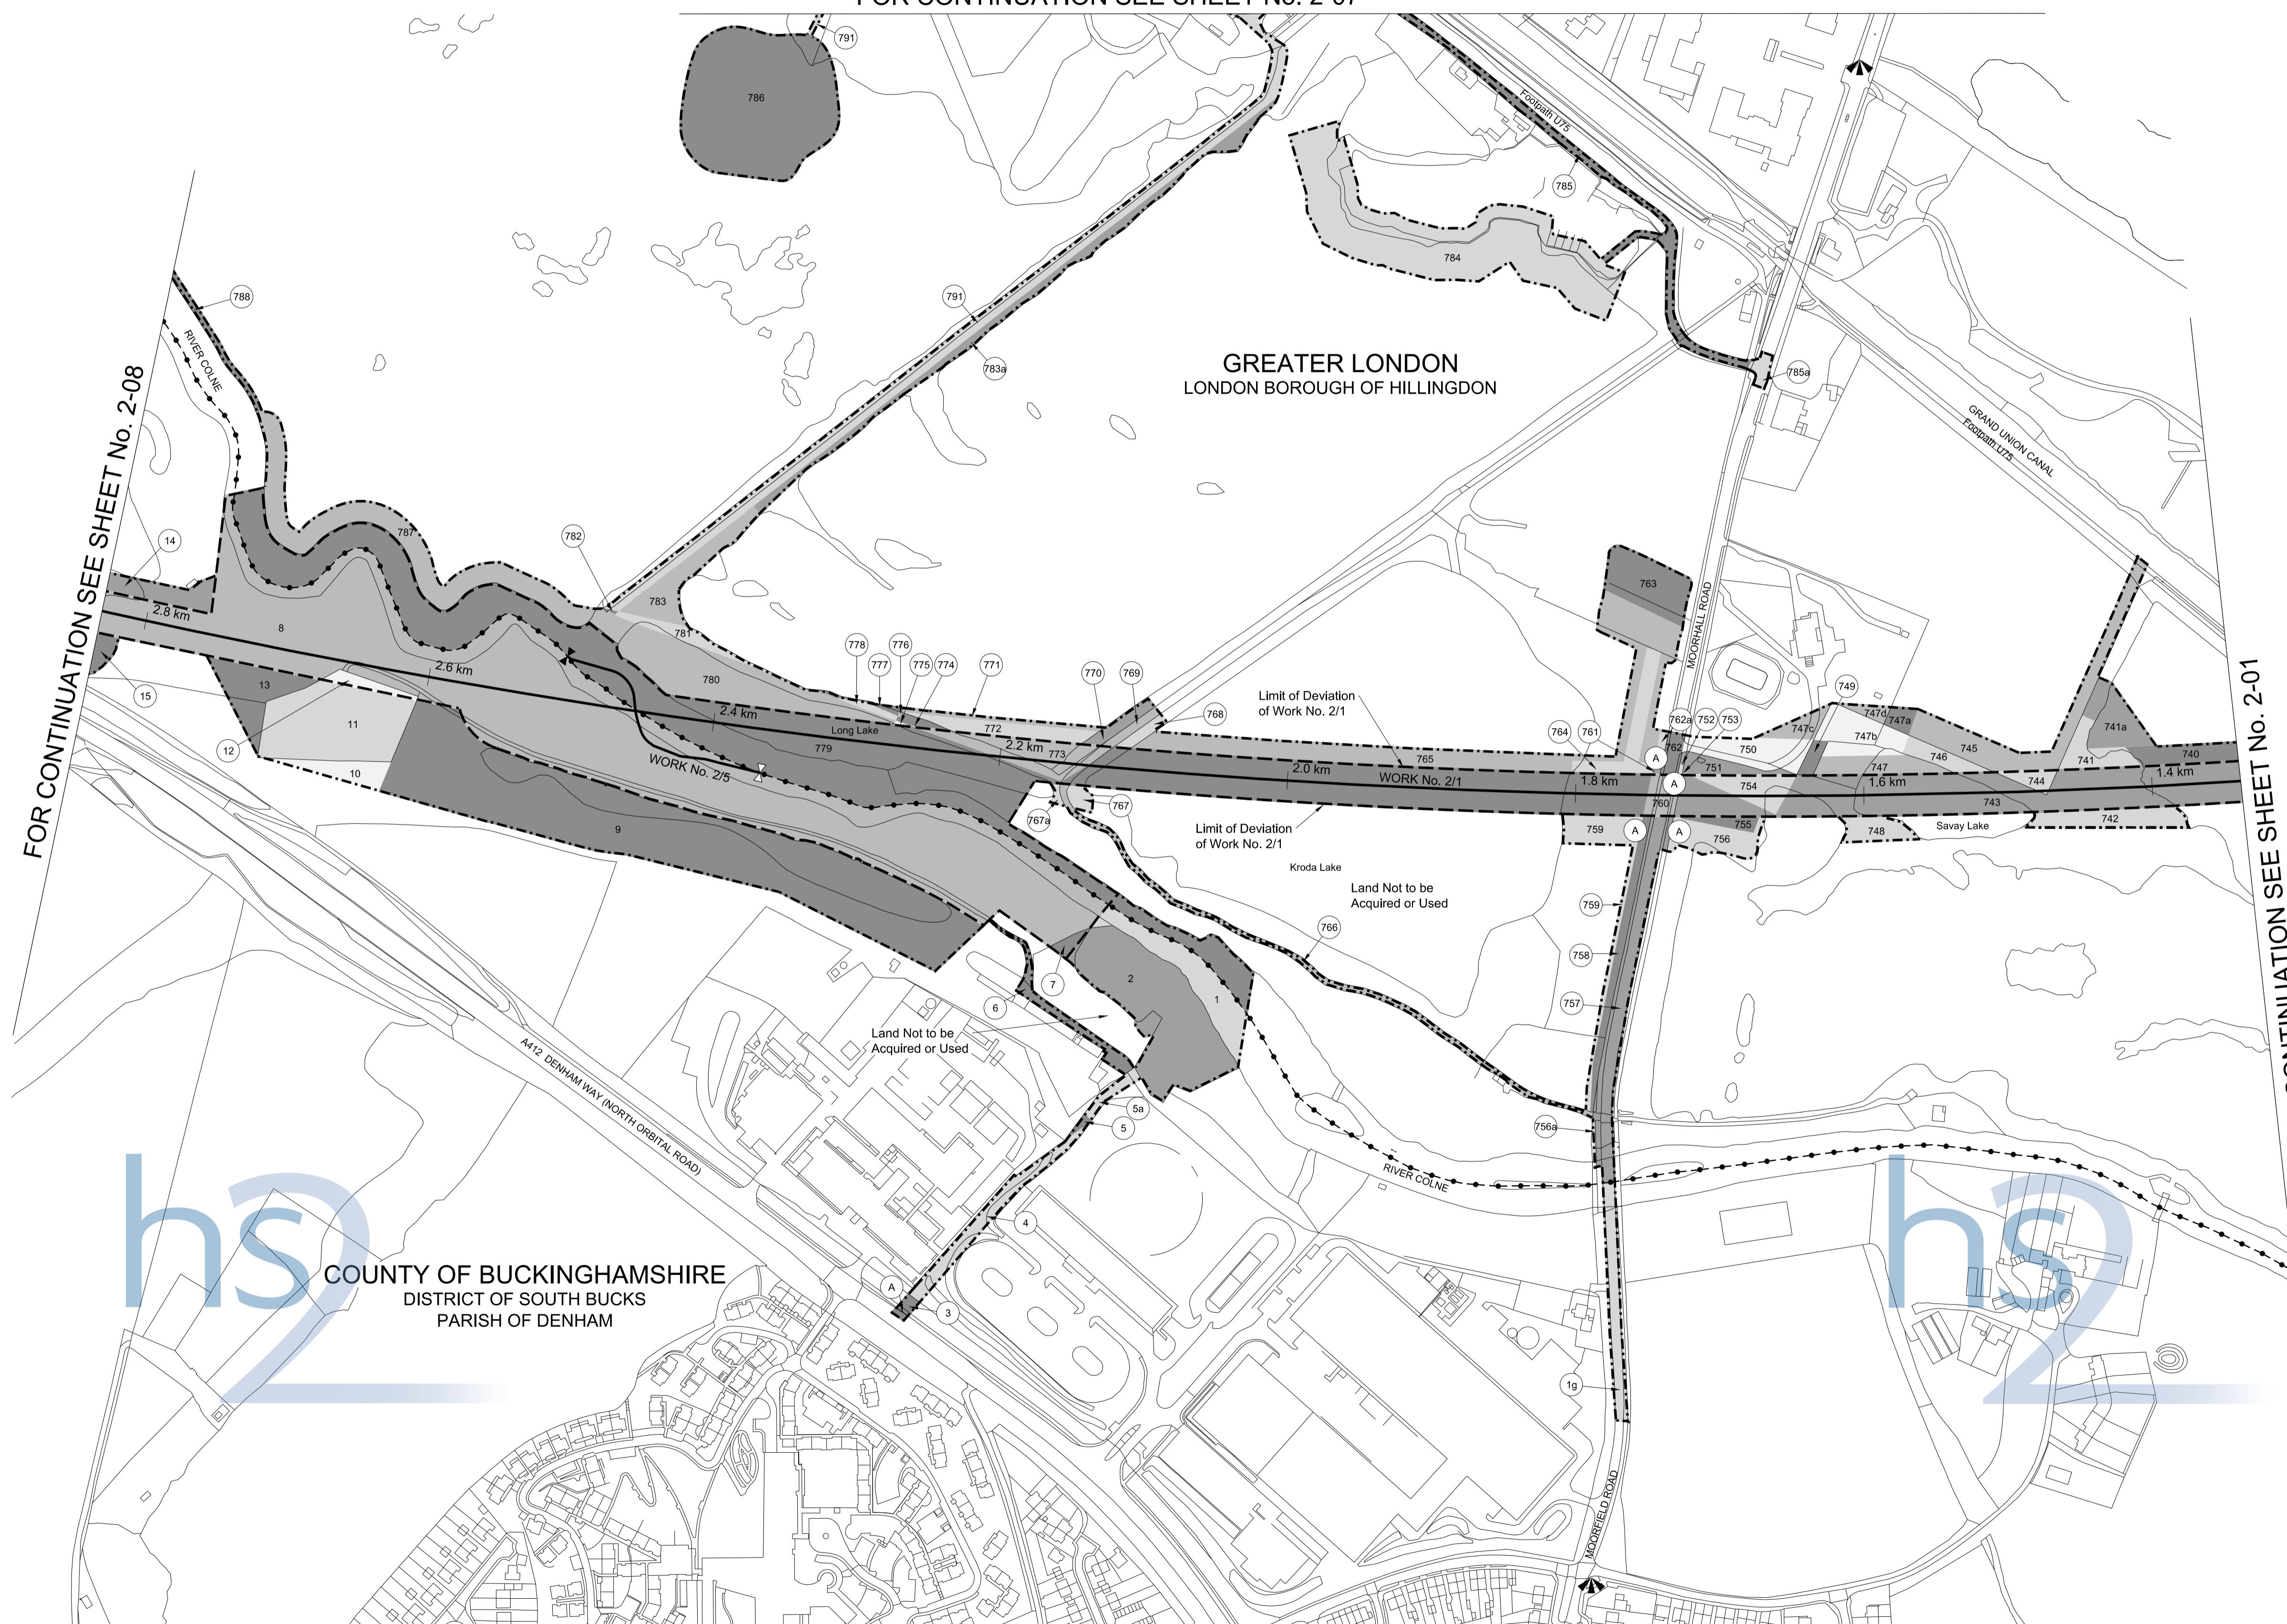 FOR CONTINUATION SEE SHEET No. 2-07
791
786
Footpath U75
785
784
788
RIVER COLNE
791
783a
GREATER LONDON
LONDON BOROUGH OF HILLINGDON
785a
GRAND UNION CANAL
Footpath U75
FOR CONTINUATION SEE SHEET No. 2-08
14
787
782
783
781
763
MOORHALL ROAD
2.8 km
8
2.6 km
780
778
777
776
775
774
771
770
769
768
Limit of Deviation
of Work No. 2/1
764
761
762a
752
753
749
15
13
12
11
10
2.4 km
Long Lake
779
772
2.2 km
773
765
2.0 km
WORK No. 2/1
1.8 km
A
762
A
750
751
754
747c
747d
747a
747b
747
746
745
1.6 km
744
741
741a
740
1.4 km
WORK No. 2/5
767a
767
Limit of Deviation
of Work No. 2/1
760
759
A
A
755
756
748
743
Savay Lake
742
9
Kroda Lake
Land Not to be
Acquired or Used
759
766
758
757
7
2
1
6
Land Not to be
Acquired or Used
5a
5
756a
RIVER COLNE
A412 DENHAM WAY (NORTH ORBITAL ROAD)
4
A
3
hs2
COUNTY OF BUCKINGHAMSHIRE
DISTRICT OF SOUTH BUCKS
PARISH OF DENHAM
hs2
1g
MOORFIELD ROAD
CONTINUATION SEE SHEET No. 2-01